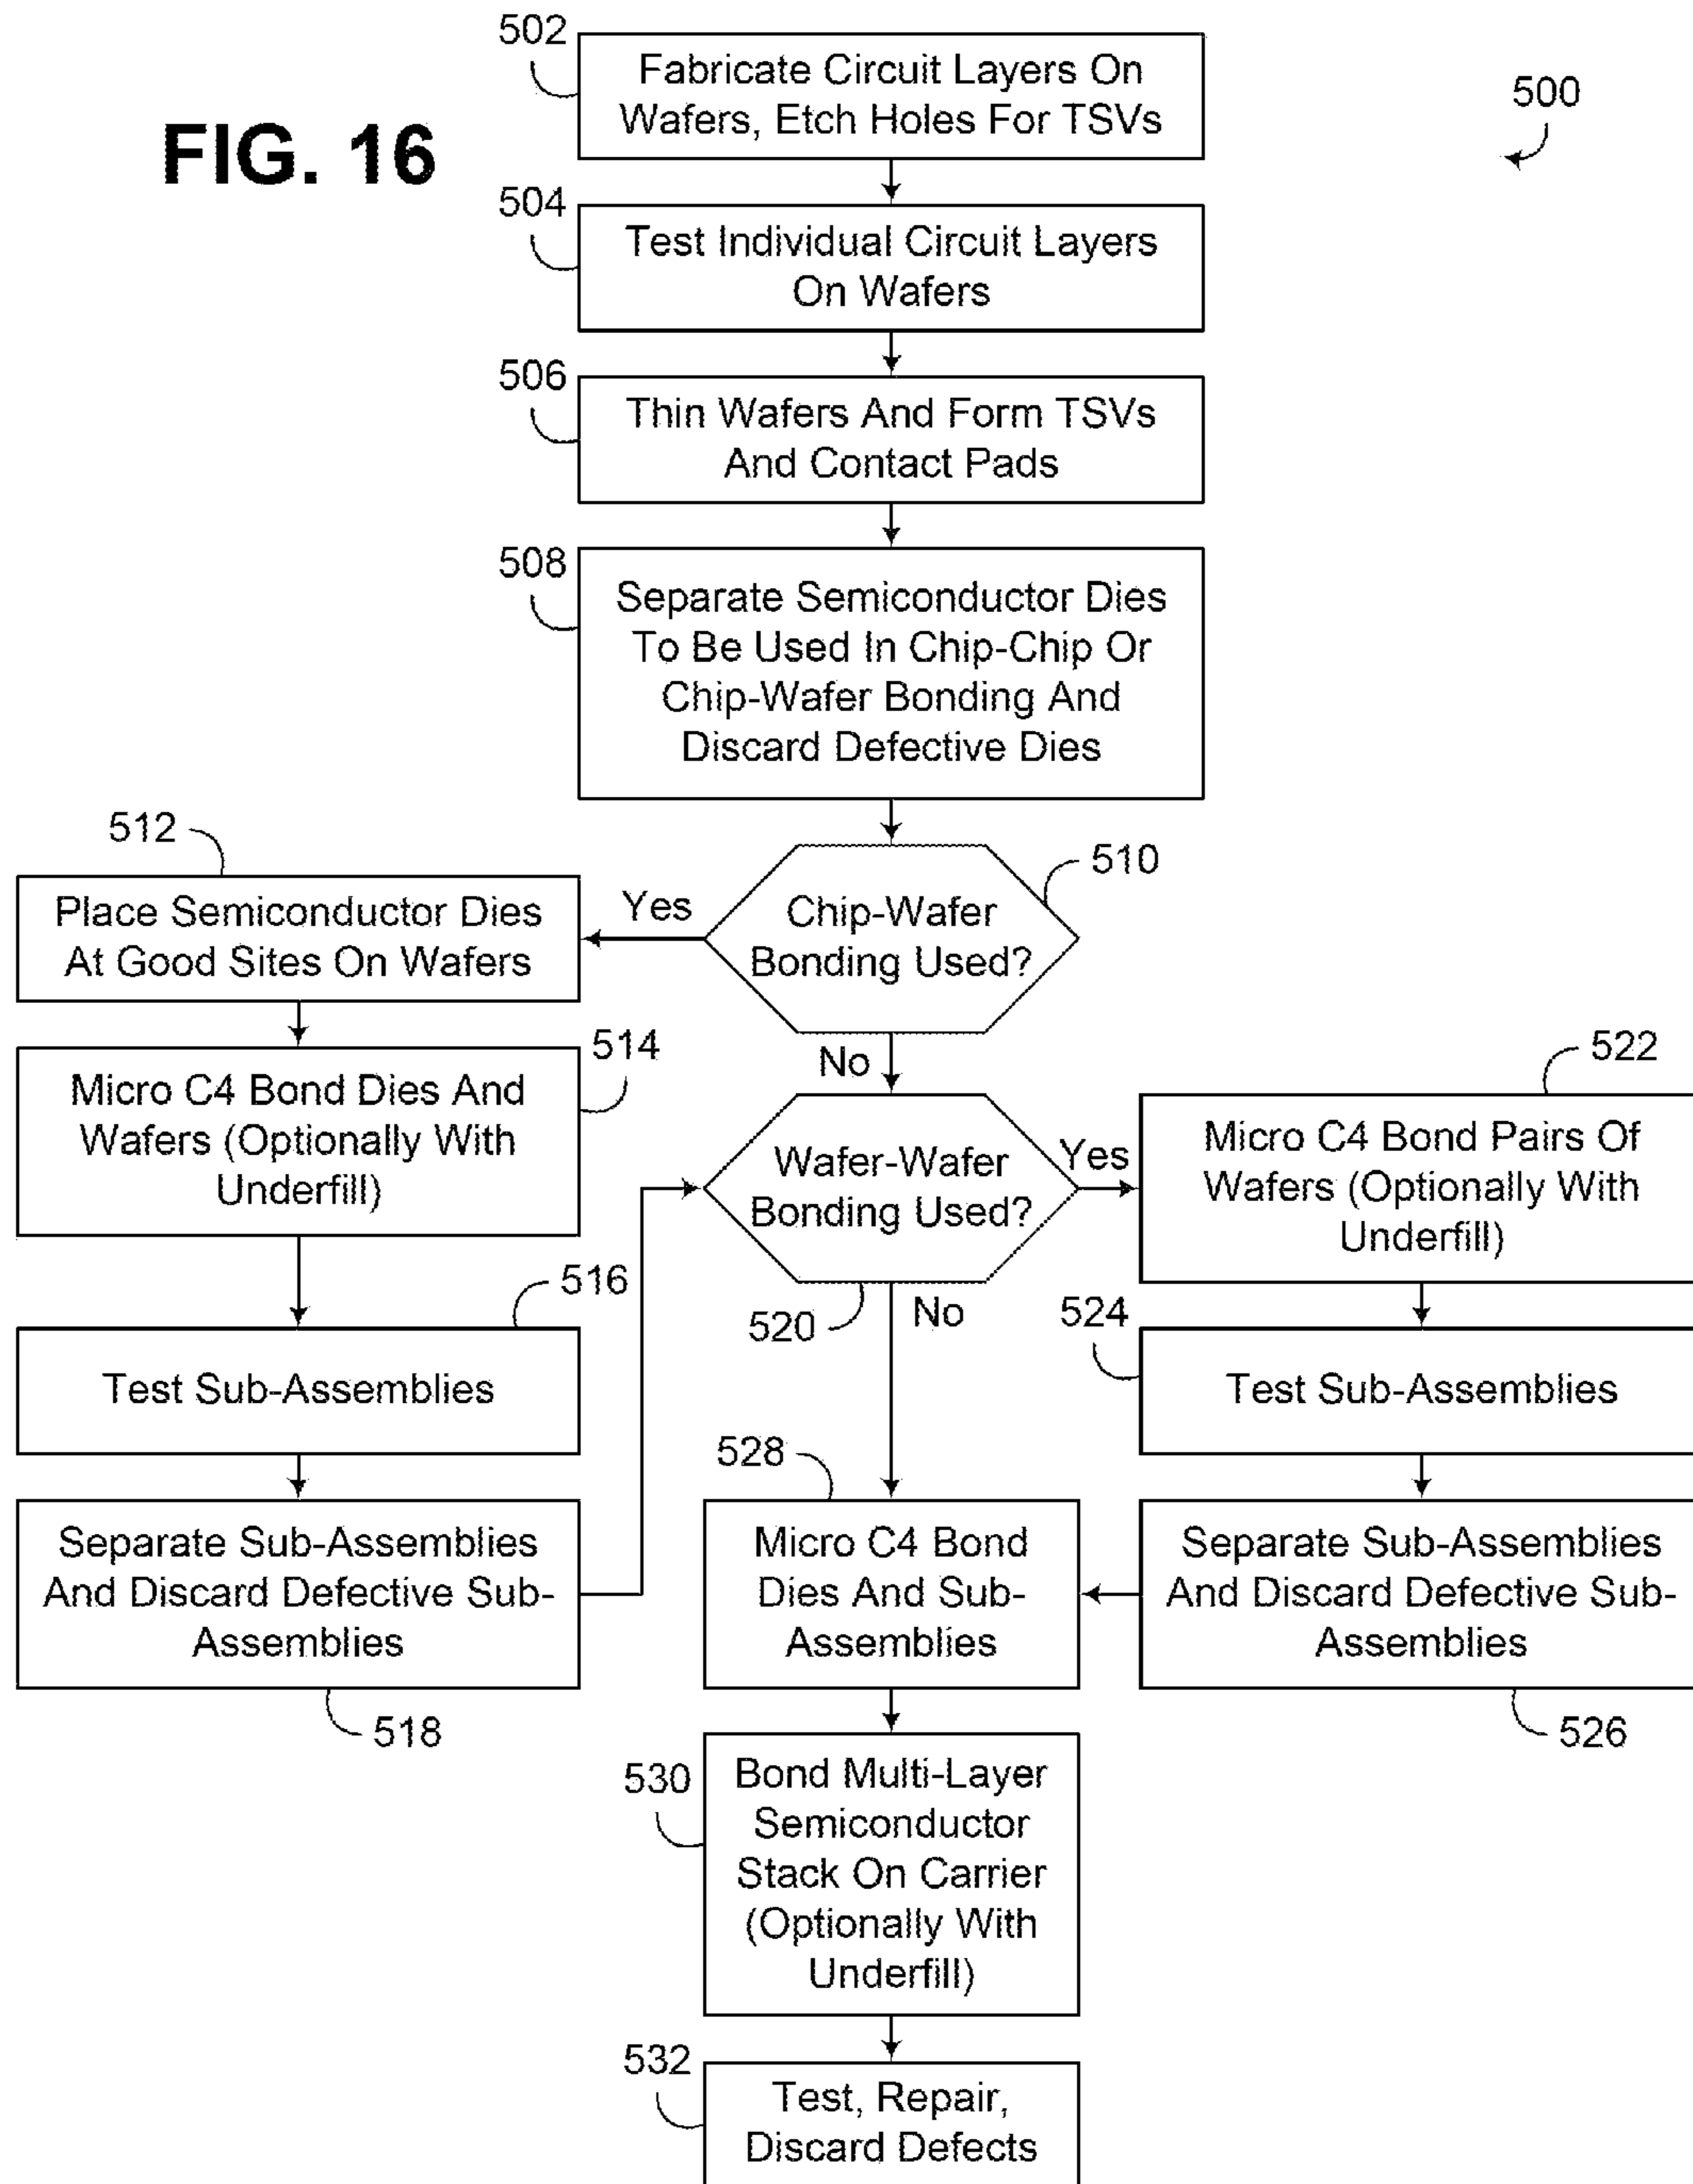 FIG. 16
500
502
Fabricate Circuit Layers On
Wafers, Etch Holes For TSVs
504
Test Individual Circuit Layers
On Wafers
506
Thin Wafers And Form TSVs
And Contact Pads
508
Separate Semiconductor Dies
To Be Used In Chip-Chip Or
Chip-Wafer Bonding And
Discard Defective Dies
510
Chip-Wafer
Bonding Used?
Yes
No
512
Place Semiconductor Dies
At Good Sites On Wafers
514
Micro C4 Bond Dies And
Wafers (Optionally With
Underfill)
516
Test Sub-Assemblies
518
Separate Sub-Assemblies
And Discard Defective Sub-
Assemblies
520
Wafer-Wafer
Bonding Used?
Yes
No
522
Micro C4 Bond Pairs Of
Wafers (Optionally With
Underfill)
524
Test Sub-Assemblies
526
Separate Sub-Assemblies
And Discard Defective Sub-
Assemblies
528
Micro C4 Bond
Dies And Sub-
Assemblies
530
Bond Multi-Layer
Semiconductor
Stack On Carrier
(Optionally With
Underfill)
532
Test, Repair,
Discard Defects